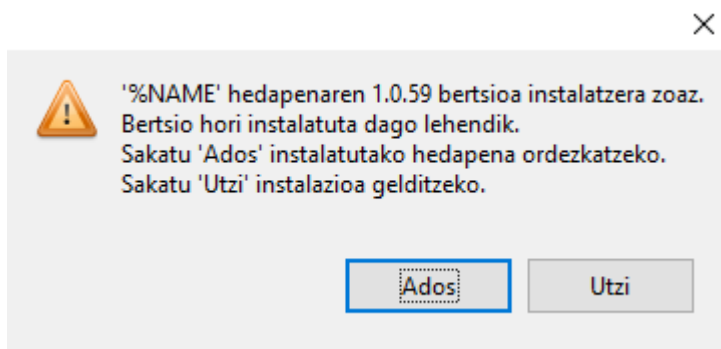 '%NAME' hedapenaren 1.0.59 bertsioa instalatzera zoaz.
Bertsio hori instalatuta dago lehendik.
Sakatu 'Ados' instalatutako hedapena ordezkatzeko.
Sakatu 'Utzi' instalazioa gelditzeko.
Ados
Utzi